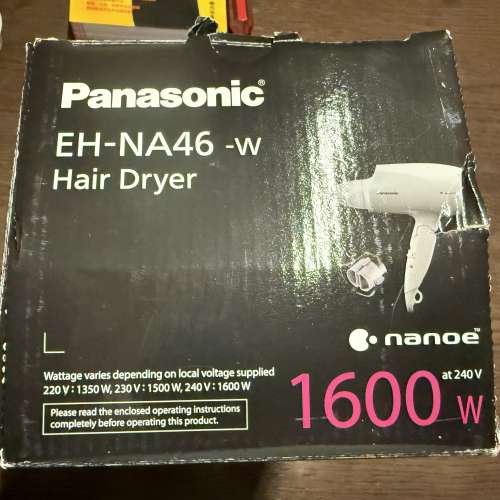 Panasonic®
EH-NA46 -W
Hair Dryer
nanoe™
Wattage varies depending on local voltage supplied
220 V : 1350 W, 230 V : 1500 W, 240 V : 1600 W
Please read the enclosed operating instructions
completely before operating this product.
at 240 V
1600 W